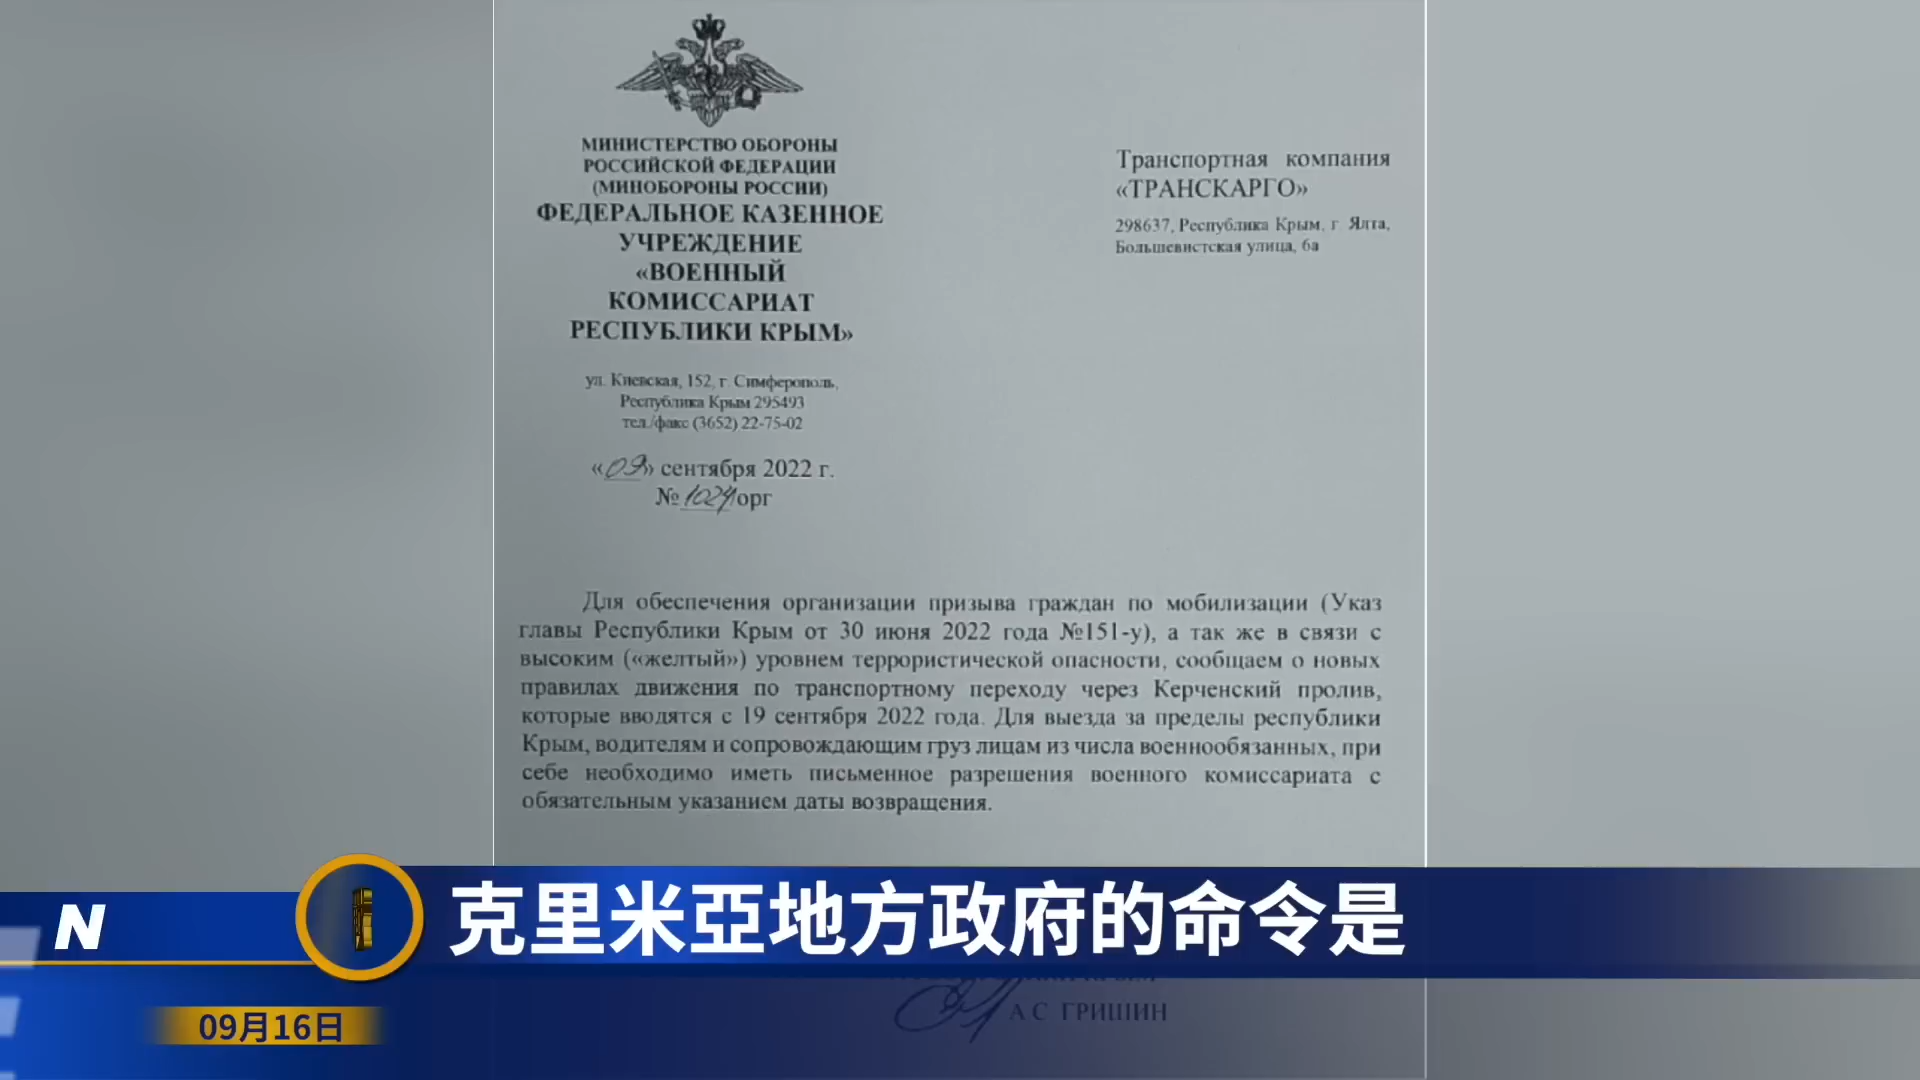 МИНИСТЕРСТВО ОБОРОНЫ
РОССИЙСКОЙ ФЕДЕРАЦИИ
(МИНОБОРОНЫ РОССИИ)
ФЕДЕРАЛЬНОЕ КАЗЕННОЕ
УЧРЕЖДЕНИЕ
«ВОЕННЫЙ
КОМИССАРИАТ
РЕСПУБЛИКИ КРЫМ»
ул. Киевская, 152, г. Симферополь,
Республика Крым 295493
тел./факс (3652) 22-75-02
«09» сентября 2022 г.
№ 1024/орг
Транспортная компания
«ТРАНСКАРГО»
298637, Республика Крым, г Ялта,
Большевистская улица, 6а
Для обеспечения организации призыва граждан по мобилизации (Указ
главы Республики Крым от 30 июня 2022 года №151-у), а так же в связи с
высоким («желтый») уровнем террористической опасности, сообщаем о новых
правилах движения по транспортному переходу через Керченский пролив,
которые вводятся с 19 сентября 2022 года. Для выезда за пределы республики
Крым, водителям и сопровождающим груз лицам из числа военнообязанных, при
себе необходимо иметь письменное разрешения военного комиссариата с
обязательным указанием даты возвращения.
N
克里米亞地方政府的命令是
А С ГРИШИН
09月16日